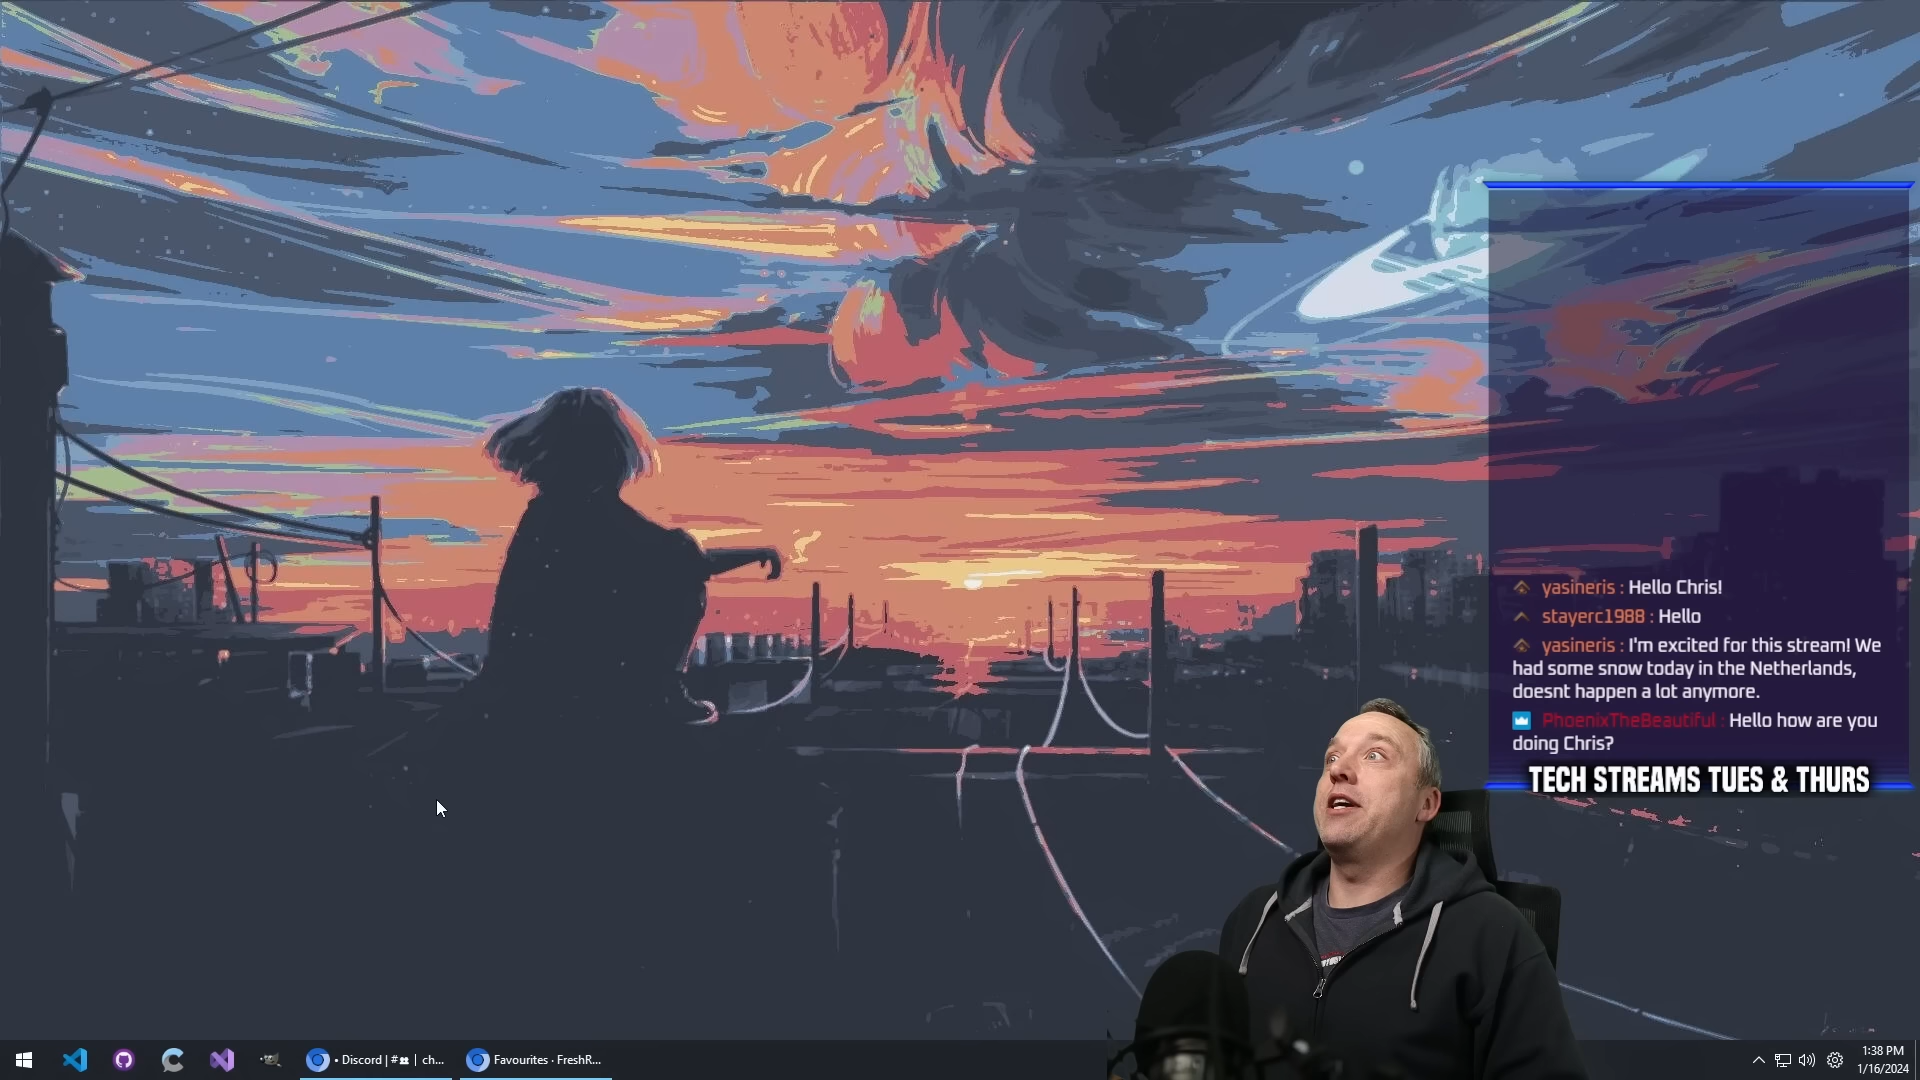 yasineris : Hello Chris!
stayerc1988 : Hello
yasineris : I'm excited for this stream! We
had some snow today in the Netherlands,
doesnt happen a lot anymore.
PhoenixTheBeautiful : Hello how are you
doing Chris?
TECH STREAMS TUES & THURS
• Discord | # | ch...
Favourites · FreshR...
1:38 PM
1/16/2024